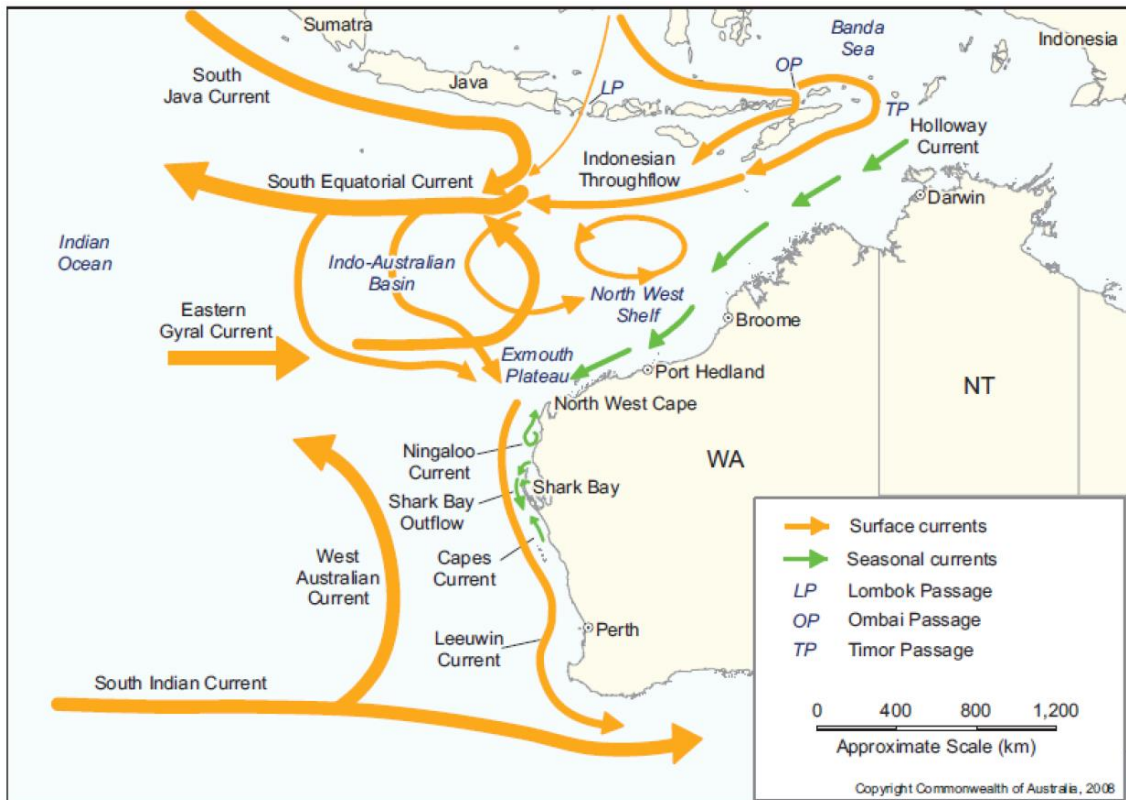 Sumatra
Banda
Sea
Indonesia
South
Java Current
Java
LP
OP
TP
Holloway
Current
Indonesian
Throughflow
South Equatorial Current
Darwin
Indian
Ocean
Indo-Australian
Basin
North West
Shelf
Eastern
Gyral Current
Broome
Exmouth
Plateau
Port Hedland
NT
North West Cape
Ningaloo
Current
WA
Shark Bay
Shark Bay
Outflow
West
Australian
Current
Capes
Current
Leeuwin
Current
Perth
South Indian Current
Surface currents
Seasonal currents
LP Lombok Passage
OP Ombai Passage
TP Timor Passage
0 400 800 1,200
Approximate Scale (km)
Copyright Commonwealth of Australia, 2008